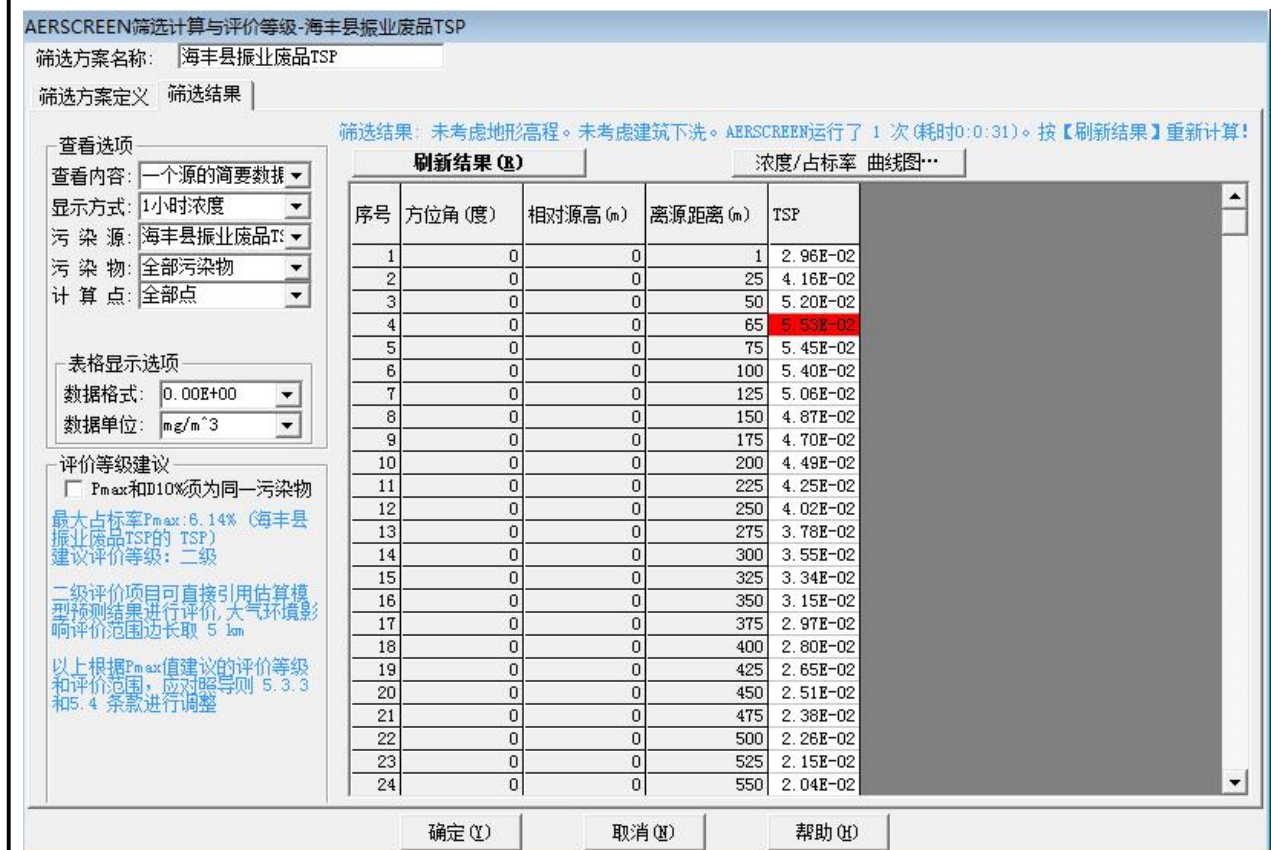 AERSCREEN筛选计算与评价等级-海丰县振业废品TSP
筛选方案名称: 海丰县振业废品TSP
筛选方案定义 筛选结果
筛选结果: 未考虑地形高程。未考虑建筑下洗。AERSCREEN运行了 1 次(耗时0:0:31)。按【刷新结果】重新计算!
查看选项
查看内容: 一个源的简要数据
显示方式: 1小时浓度
污 染 源: 海丰县振业废品TS
污 染 物: 全部污染物
计 算 点: 全部点
表格显示选项
数据格式: 0.00E+00
数据单位: mg/m^3
评价等级建议
Pmax和D10%须为同一污染物
最大占标率Pmax:6.14% (海丰县
振业废品TSP的 TSP)
建议评价等级: 二级
二级评价项目可直接引用估算模
型预测结果进行评价,大气环境影
响评价范围边长取 5 km
以上根据Pmax值建议的评价等级
和评价范围,应对照导则 5.3.3
和5.4 条款进行调整
刷新结果(R) 浓度/占标率 曲线图…
序号 方位角(度) 相对源高(m) 离源距离(m) TSP
1 0 0 1 2.96E-02
2 0 0 25 4.16E-02
3 0 0 50 5.20E-02
4 0 0 65 5.53E-02
5 0 0 75 5.45E-02
6 0 0 100 5.40E-02
7 0 0 125 5.06E-02
8 0 0 150 4.87E-02
9 0 0 175 4.70E-02
10 0 0 200 4.49E-02
11 0 0 225 4.25E-02
12 0 0 250 4.02E-02
13 0 0 275 3.78E-02
14 0 0 300 3.55E-02
15 0 0 325 3.34E-02
16 0 0 350 3.15E-02
17 0 0 375 2.97E-02
18 0 0 400 2.80E-02
19 0 0 425 2.65E-02
20 0 0 450 2.51E-02
21 0 0 475 2.38E-02
22 0 0 500 2.26E-02
23 0 0 525 2.15E-02
24 0 0 550 2.04E-02
确定(Y) 取消(N) 帮助(H)